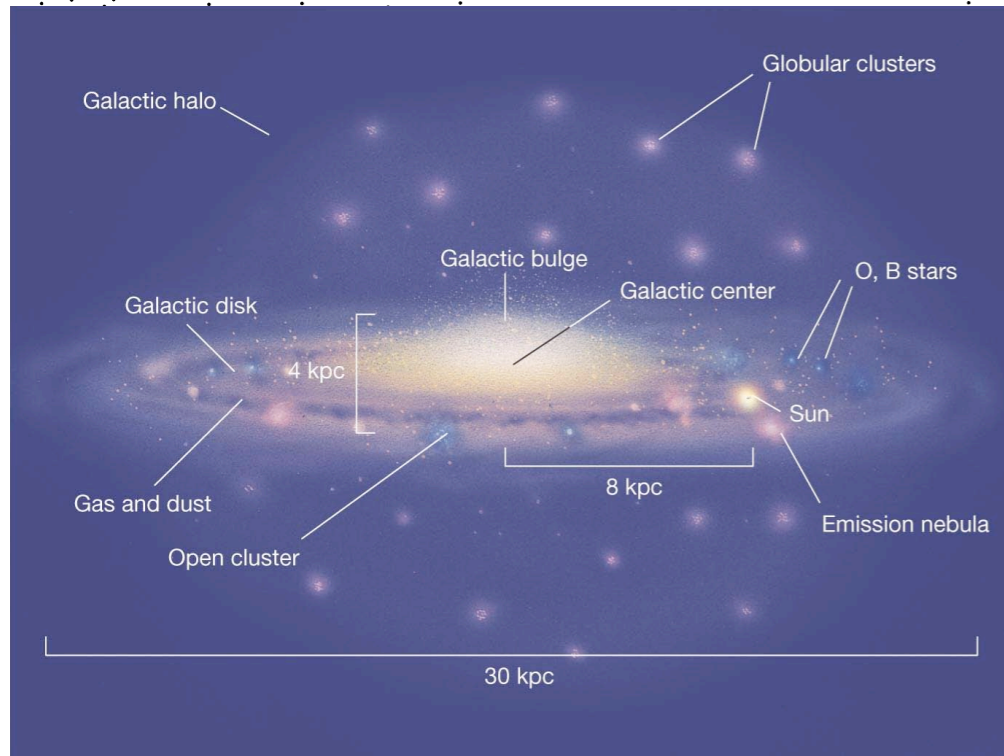 Globular clusters
Galactic halo
Galactic bulge
O, B stars
Galactic center
Galactic disk
4 kpc
Sun
8 kpc
Gas and dust
Emission nebula
Open cluster
30 kpc